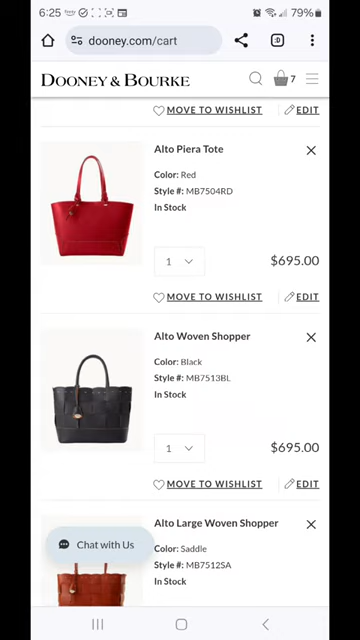 6:25
79%
dooney.com/cart
:D
DOONEY & BOURKE
7
MOVE TO WISHLIST
EDIT
Alto Piera Tote
Color: Red
Style #: MB7504RD
In Stock
1
$695.00
MOVE TO WISHLIST
EDIT
Alto Woven Shopper
Color: Black
Style #: MB7513BL
In Stock
1
$695.00
MOVE TO WISHLIST
EDIT
Alto Large Woven Shopper
Chat with Us
Color: Saddle
Style #: MB7512SA
In Stock